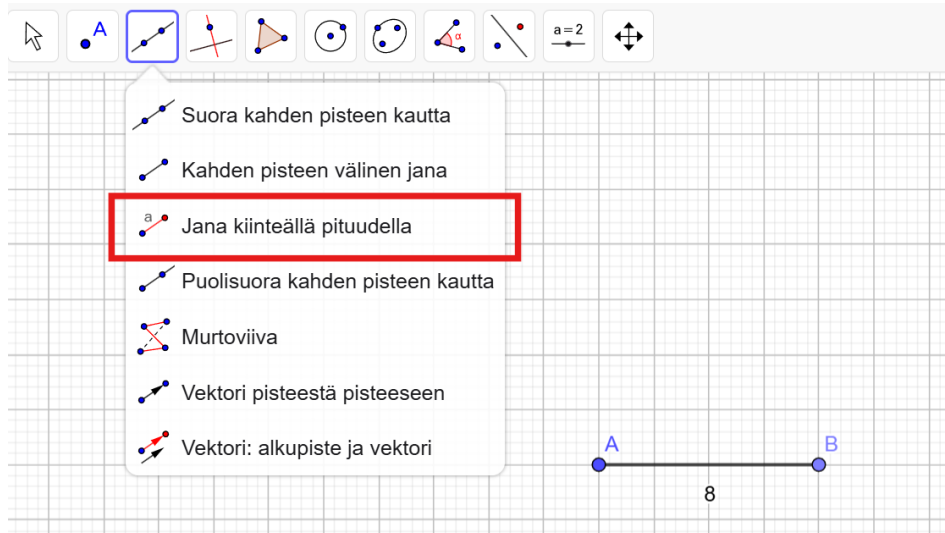 A
α
a=2
Suora kahden pisteen kautta
Kahden pisteen välinen jana
a
Jana kiinteällä pituudella
Puolisuora kahden pisteen kautta
Murtoviiva
Vektori pisteestä pisteeseen
Vektori: alkupiste ja vektori
A B
8